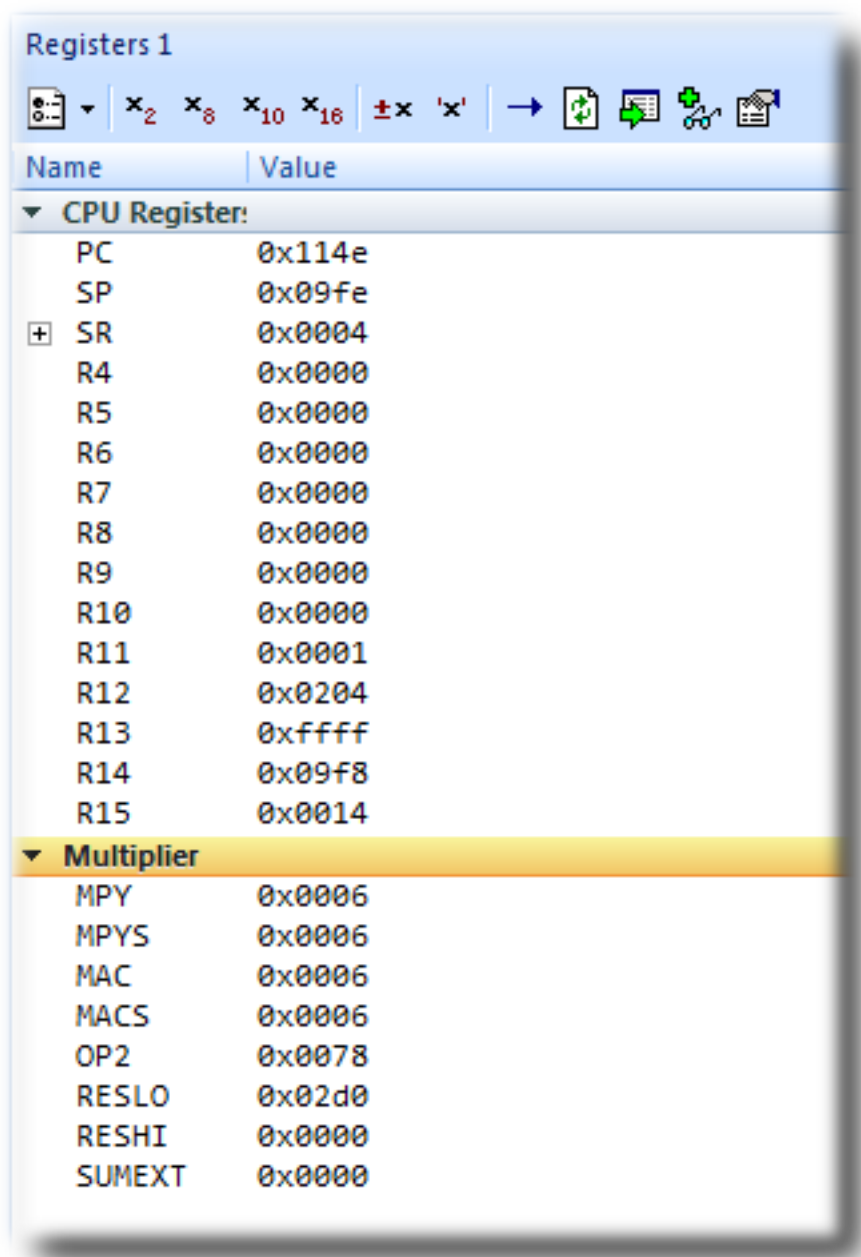 Registers 1
x2 x8 x10 x16 ±x 'x'
Name Value
CPU Registers
PC 0x114e
SP 0x09fe
SR 0x0004
R4 0x0000
R5 0x0000
R6 0x0000
R7 0x0000
R8 0x0000
R9 0x0000
R10 0x0000
R11 0x0001
R12 0x0204
R13 0xffff
R14 0x09f8
R15 0x0014
Multiplier
MPY 0x0006
MPYS 0x0006
MAC 0x0006
MACS 0x0006
OP2 0x0078
RESLO 0x02d0
RESHI 0x0000
SUMEXT 0x0000